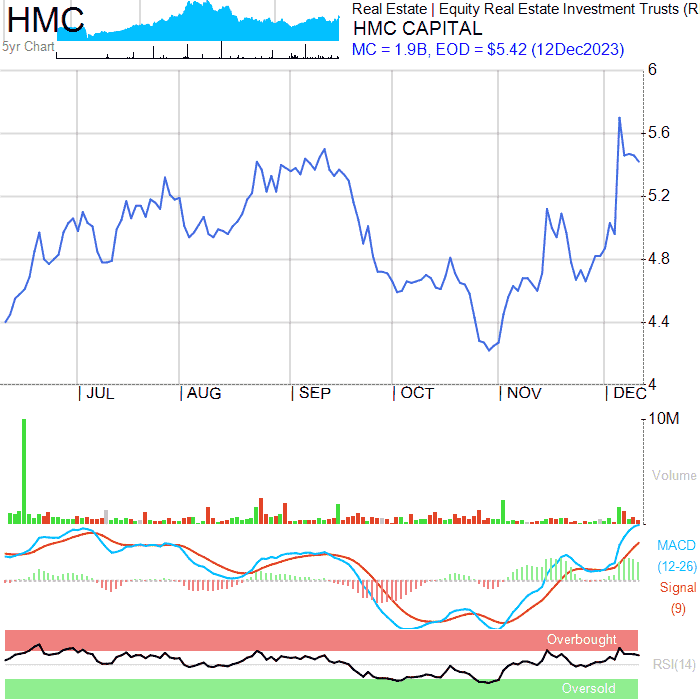 HMC
5yr Chart
Real Estate | Equity Real Estate Investment Trusts (R
HMC CAPITAL
MC = 1.9B, EOD = $5.42 (12Dec2023)
6
5.6
5.2
4.8
4.4
4
| JUL | AUG | SEP | OCT | NOV | DEC
10M
Volume
MACD
(12-26)
Signal
(9)
Overbought
RSI(14)
Oversold